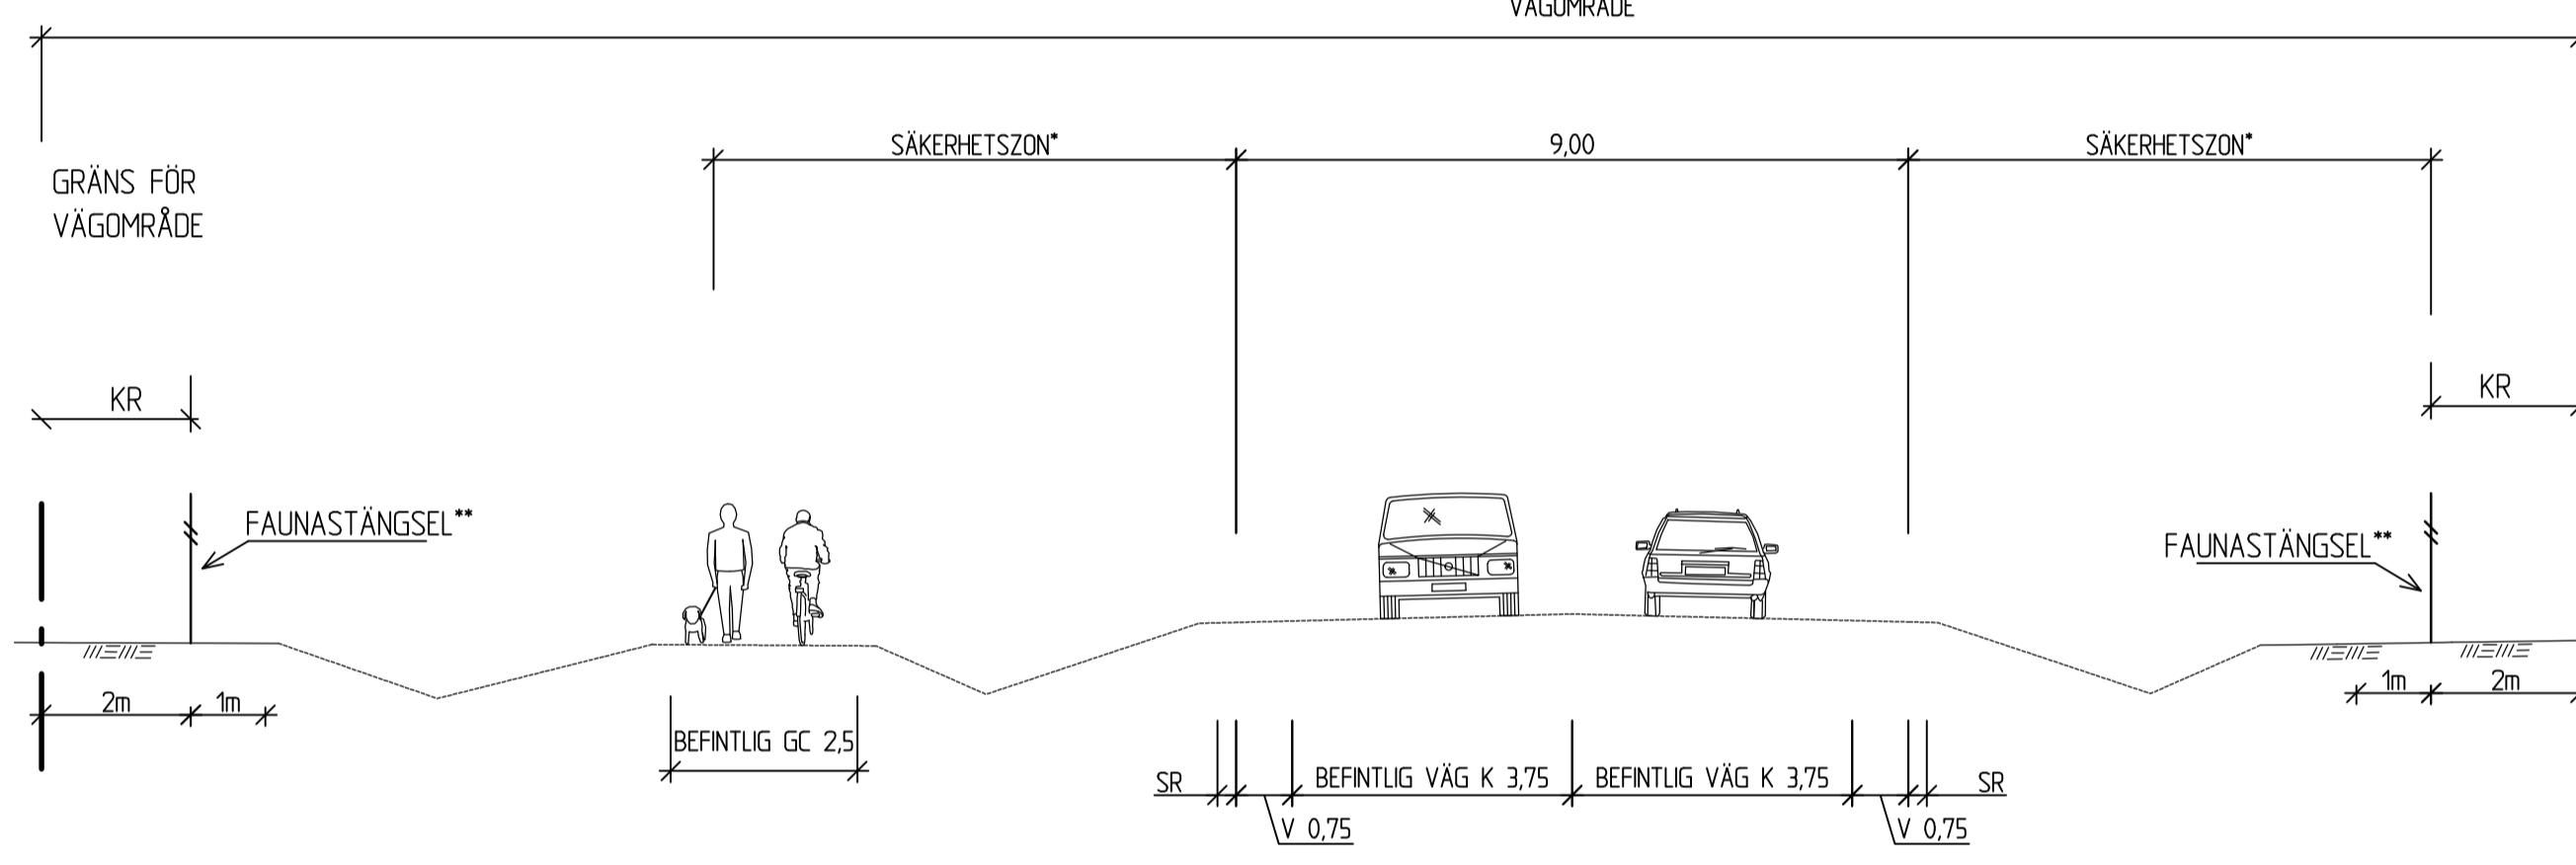 VÄGOMRÅDE
SÄKERHETSZON*
9,00
SÄKERHETSZON*
GRÄNS FÖR
VÄGOMRÅDE
KR
KR
FAUNASTÄNGSEL**
FAUNASTÄNGSEL**
2m
1m
1m
2m
BEFINTLIG GC 2,5
SR
BEFINTLIG VÄG K 3,75
BEFINTLIG VÄG K 3,75
SR
V 0,75
V 0,75